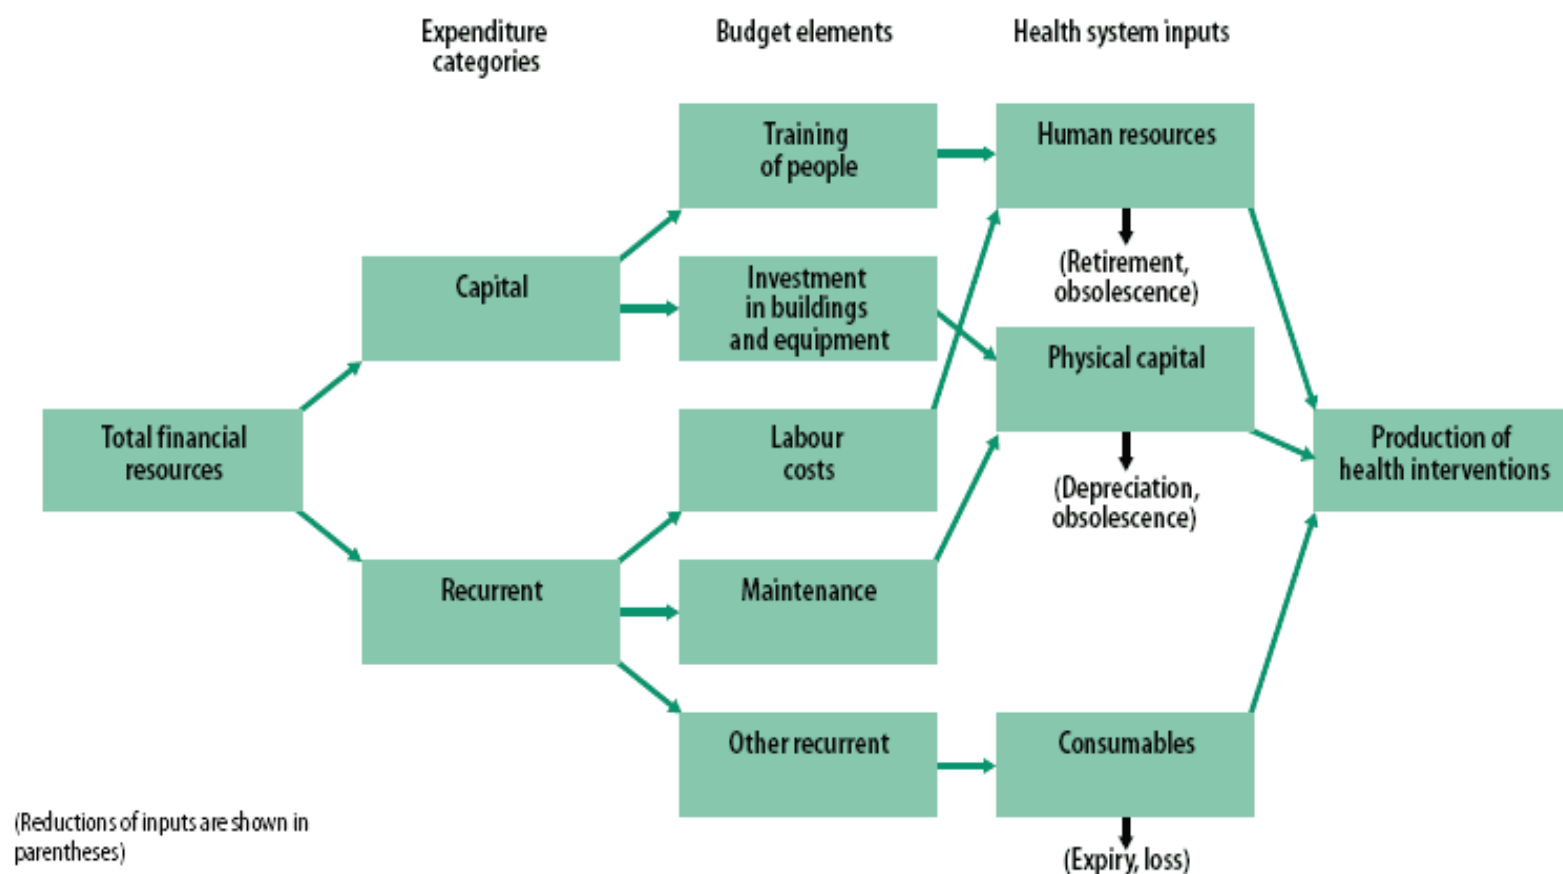 Expenditure
categories
Budget elements
Health system inputs
Training
of people
Human resources
(Retirement,
obsolescence)
Capital
Investment
in buildings
and equipment
Physical capital
(Depreciation,
obsolescence)
Total financial
resources
Labour
costs
Production of
health interventions
Recurrent
Maintenance
Other recurrent
Consumables
(Expiry, loss)
(Reductions of inputs are shown in
parentheses)